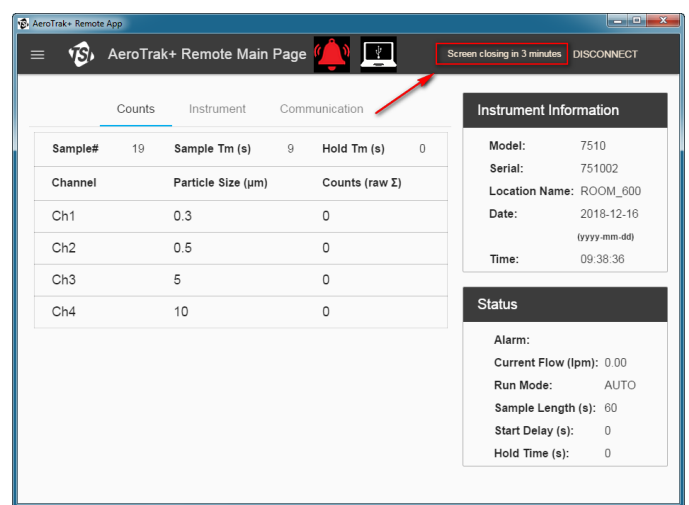 AeroTrak+ Remote App
TSI AeroTrak+ Remote Main Page Screen closing in 3 minutes DISCONNECT
Counts Instrument Communication
Sample# 19 Sample Tm (s) 9 Hold Tm (s) 0
Channel Particle Size (µm) Counts (raw Σ)
Ch1 0.3 0
Ch2 0.5 0
Ch3 5 0
Ch4 10 0
Instrument Information
Model: 7510
Serial: 751002
Location Name: ROOM_600
Date: 2018-12-16
(yyyy-mm-dd)
Time: 09:38:36
Status
Alarm:
Current Flow (lpm): 0.00
Run Mode: AUTO
Sample Length (s): 60
Start Delay (s): 0
Hold Time (s): 0